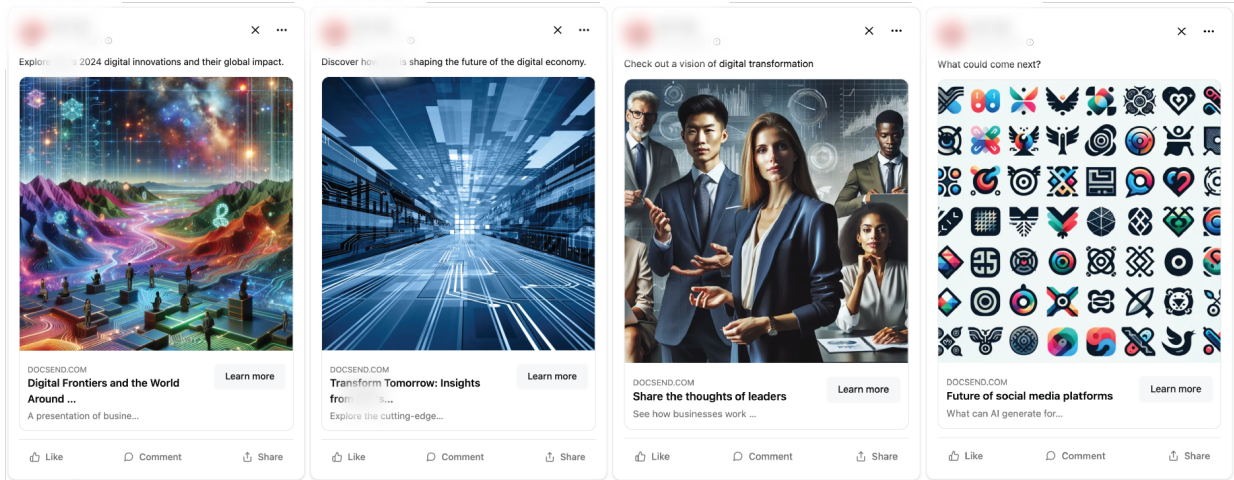 Explore 2024 digital innovations and their global impact.
DOCSEND.COM
Digital Frontiers and the World
Around ...
Learn more
A presentation of busine...
Like
Comment
Share
Discover how is shaping the future of the digital economy.
DOCSEND.COM
Transform Tomorrow: Insights
from ...
Learn more
Explore the cutting-edge...
Like
Comment
Share
Check out a vision of digital transformation
DOCSEND.COM
Share the thoughts of leaders
Learn more
See how businesses work ...
Like
Comment
Share
What could come next?
DOCSEND.COM
Future of social media platforms
Learn more
What can AI generate for...
Like
Comment
Share